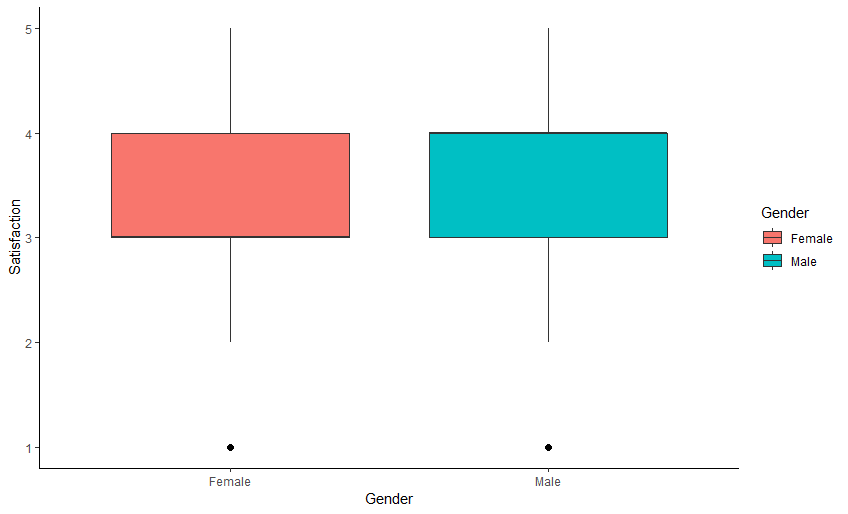 Satisfaction
5
4
3
2
1
Female
Male
Gender
Gender
Female
Male